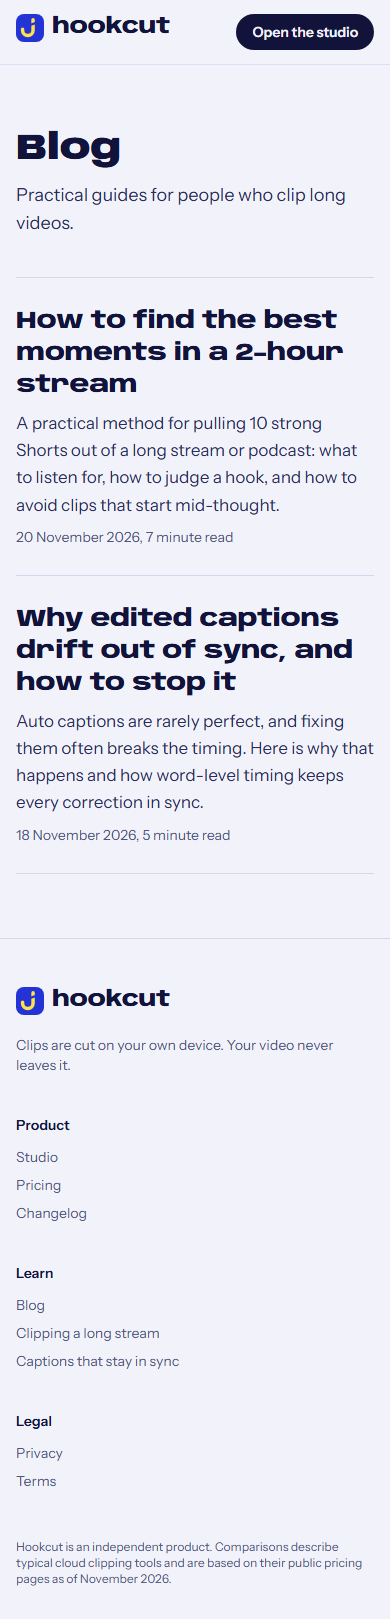 hookcut
Open the studio
Blog
Practical guides for people who clip long
videos.
How to find the best
moments in a 2-hour
stream
A practical method for pulling 10 strong
Shorts out of a long stream or podcast: what
to listen for, how to judge a hook, and how to
avoid clips that start mid-thought.
20 November 2026, 7 minute read
Why edited captions
drift out of sync, and
how to stop it
Auto captions are rarely perfect, and fixing
them often breaks the timing. Here is why that
happens and how word-level timing keeps
every correction in sync.
18 November 2026, 5 minute read
hookcut
Clips are cut on your own device. Your video never
leaves it.
Product
Studio
Pricing
Changelog
Learn
Blog
Clipping a long stream
Captions that stay in sync
Legal
Privacy
Terms
Hookcut is an independent product. Comparisons describe
typical cloud clipping tools and are based on their public pricing
pages as of November 2026.